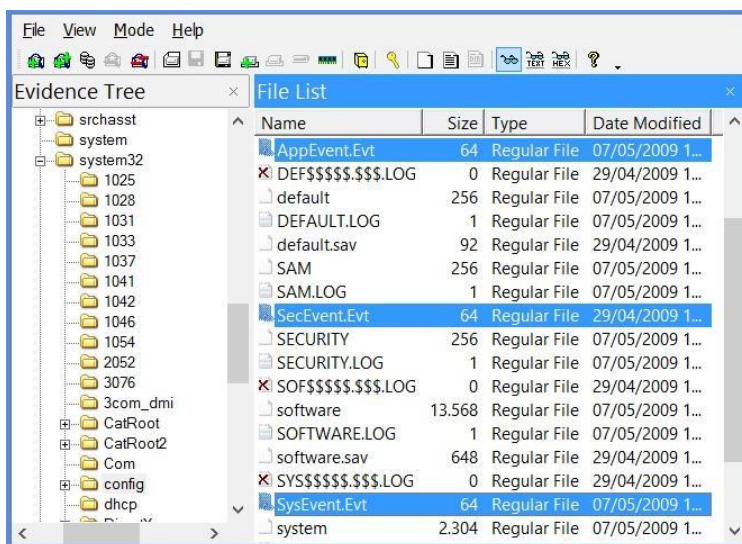 File View Mode Help
TEXT HEX ?
Evidence Tree ×
srchasst
system
system32
1025
1028
1031
1033
1037
1041
1042
1046
1054
2052
3076
3com_dmi
CatRoot
CatRoot2
Com
config
dhcp
File List ×
Name Size Type Date Modified
AppEvent.Evt 64 Regular File 07/05/2009 1...
DEF$$$$$.$$$.LOG 0 Regular File 29/04/2009 1...
default 256 Regular File 07/05/2009 1...
DEFAULT.LOG 1 Regular File 07/05/2009 1...
default.sav 92 Regular File 29/04/2009 1...
SAM 256 Regular File 07/05/2009 1...
SAM.LOG 1 Regular File 07/05/2009 1...
SecEvent.Evt 64 Regular File 29/04/2009 1...
SECURITY 256 Regular File 07/05/2009 1...
SECURITY.LOG 1 Regular File 07/05/2009 1...
SOF$$$$$.$$$.LOG 0 Regular File 29/04/2009 1...
software 13.568 Regular File 07/05/2009 1...
SOFTWARE.LOG 1 Regular File 07/05/2009 1...
software.sav 648 Regular File 29/04/2009 1...
SYS$$$$$.$$$.LOG 0 Regular File 29/04/2009 1...
SysEvent.Evt 64 Regular File 07/05/2009 1...
system 2.304 Regular File 07/05/2009 1...